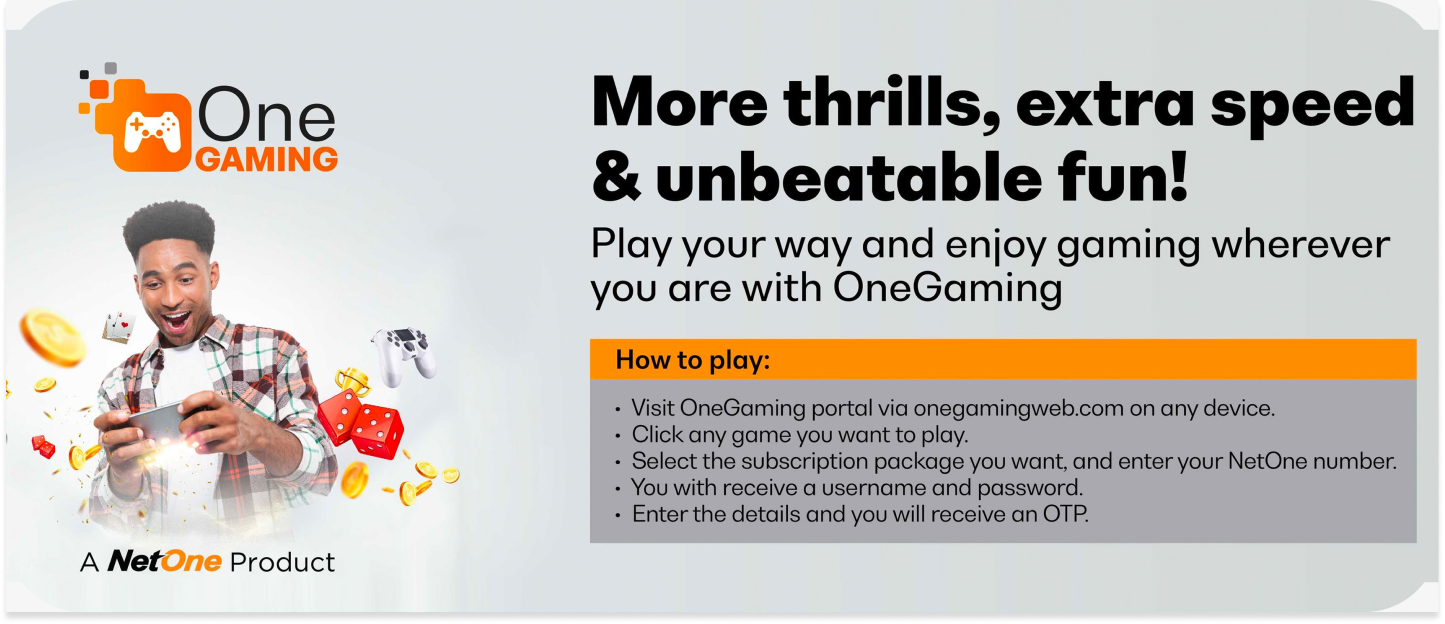 One
GAMING
More thrills, extra speed
& unbeatable fun!
Play your way and enjoy gaming wherever
you are with OneGaming
How to play:
• Visit OneGaming portal via onegamingweb.com on any device.
• Click any game you want to play.
• Select the subscription package you want, and enter your NetOne number.
• You with receive a username and password.
• Enter the details and you will receive an OTP.
A NetOne Product